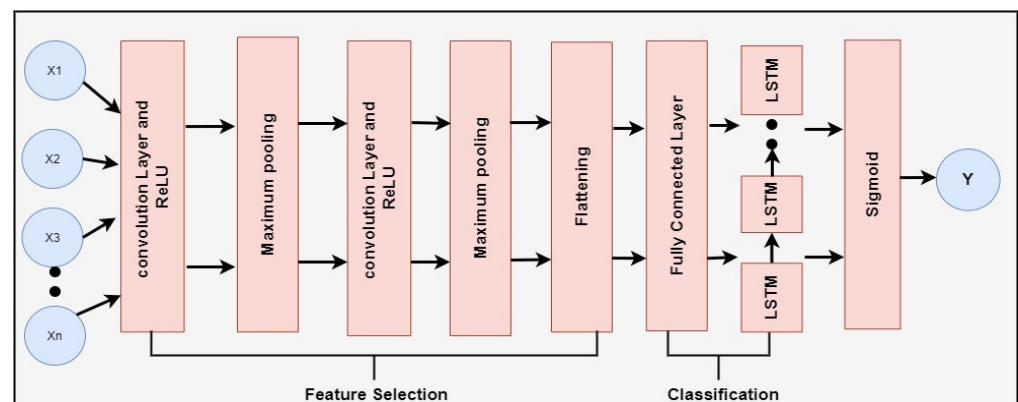 X1
X2
X3
Xn
convolution Layer and
ReLU
Maximum pooling
convolution Layer and
ReLU
Maximum pooling
Flattening
Fully Connected Layer
LSTM
LSTM
LSTM
Sigmoid
Y
Feature Selection
Classification